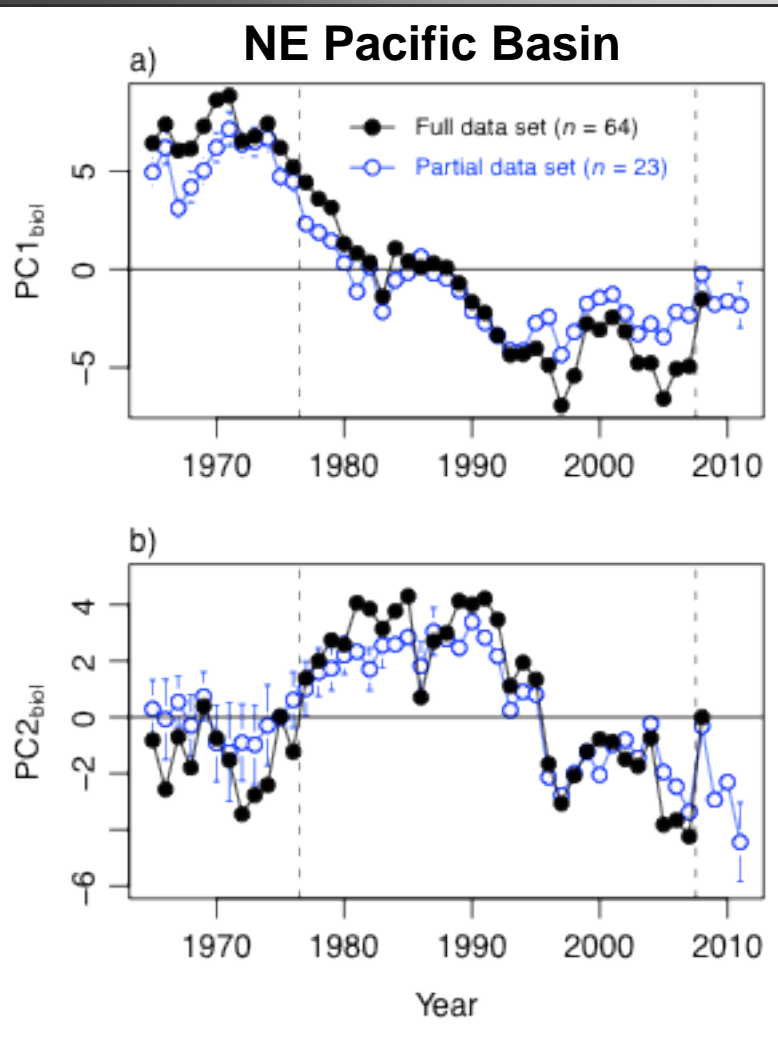 NE Pacific Basin
a)
Full data set (n = 64)
Partial data set (n = 23)
PC1biol
5
0
−5
1970 1980 1990 2000 2010
b)
PC2biol
4
2
0
−2
−6
1970 1980 1990 2000 2010
Year